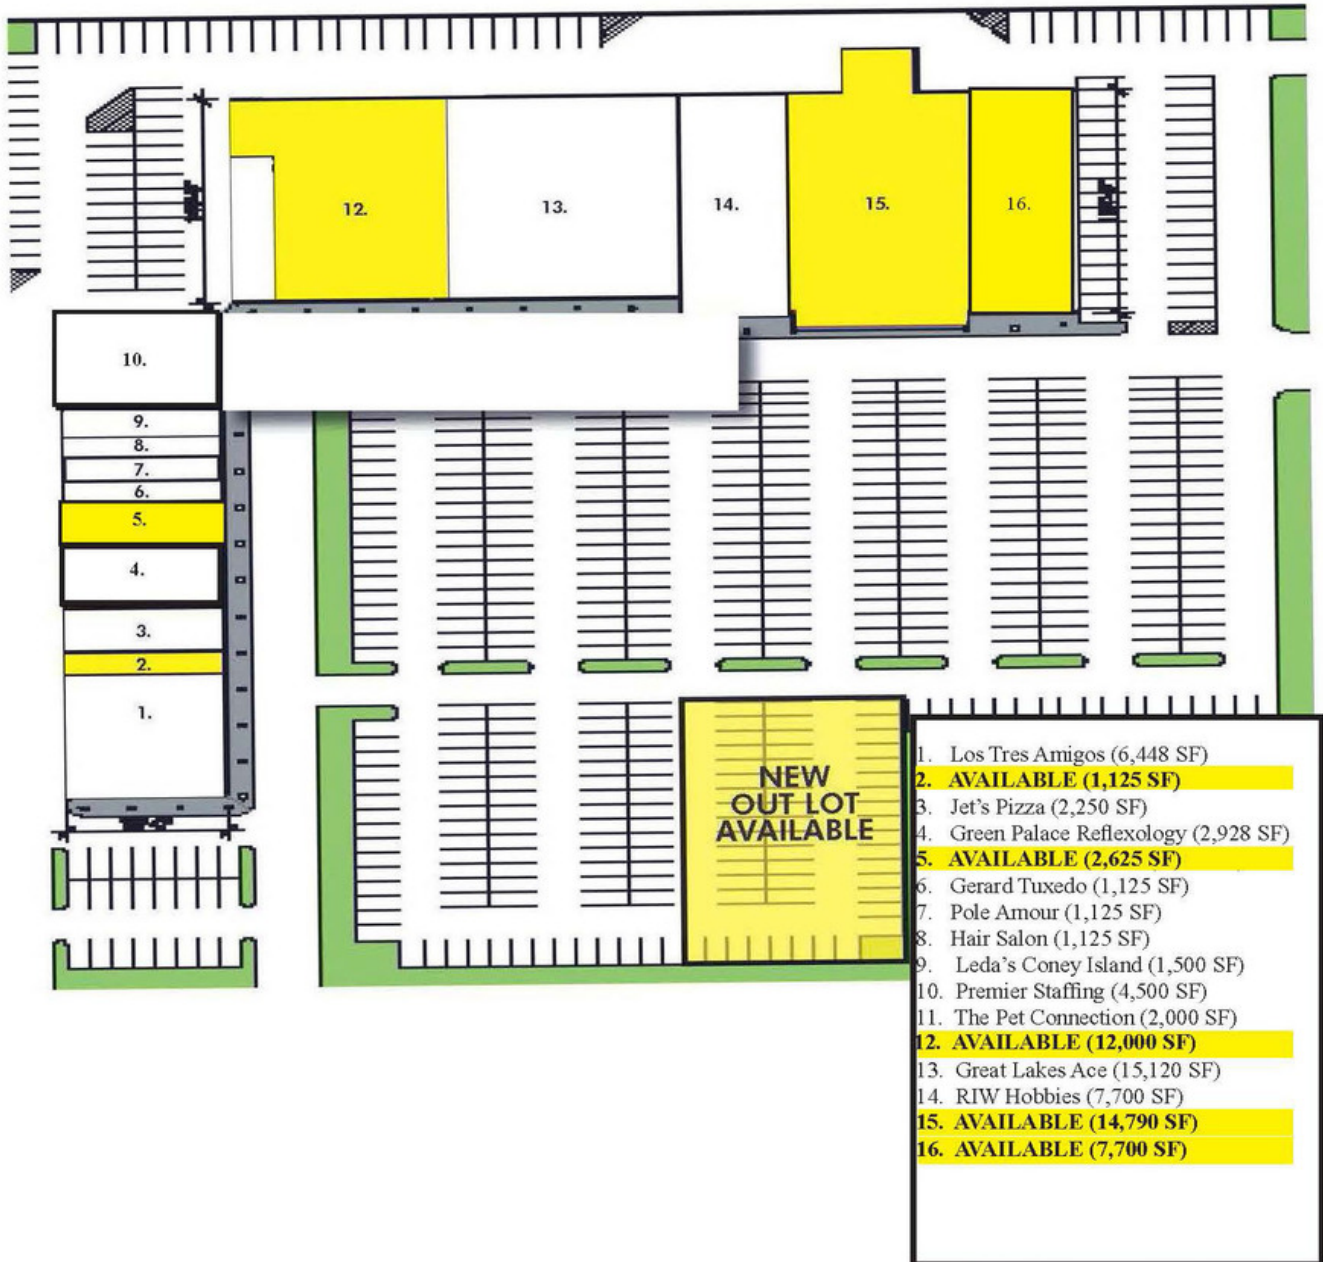 12.
13.
14.
15.
16.
10.
9.
8.
7.
6.
5.
4.
3.
2.
1.
NEW
OUT LOT
AVAILABLE
1. Los Tres Amigos (6,448 SF)
2. AVAILABLE (1,125 SF)
3. Jet's Pizza (2,250 SF)
4. Green Palace Reflexology (2,928 SF)
5. AVAILABLE (2,625 SF)
6. Gerard Tuxedo (1,125 SF)
7. Pole Amour (1,125 SF)
8. Hair Salon (1,125 SF)
9. Leda's Coney Island (1,500 SF)
10. Premier Staffing (4,500 SF)
11. The Pet Connection (2,000 SF)
12. AVAILABLE (12,000 SF)
13. Great Lakes Ace (15,120 SF)
14. RIW Hobbies (7,700 SF)
15. AVAILABLE (14,790 SF)
16. AVAILABLE (7,700 SF)